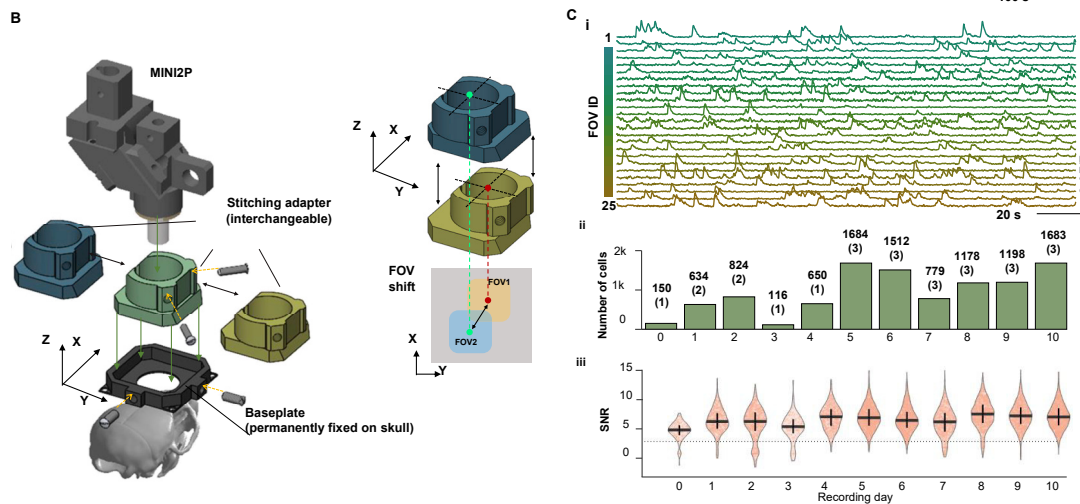 B
MINI2P
Z
X
Y
Stitching adapter
(interchangeable)
Z
X
Y
Baseplate
(permanently fixed on skull)
FOV
shift
FOV1
FOV2
X
Y
C
i
1
FOV ID
25
20 s
ii
Number of cells
2k
1k
0
150
(1)
634
(2)
824
(2)
116
(1)
650
(1)
1684
(3)
1512
(3)
779
(3)
1178
(3)
1198
(3)
1683
(3)
0 1 2 3 4 5 6 7 8 9 10
iii
SNR
15
10
5
0
0 1 2 3 4 5 6 7 8 9 10
Recording day